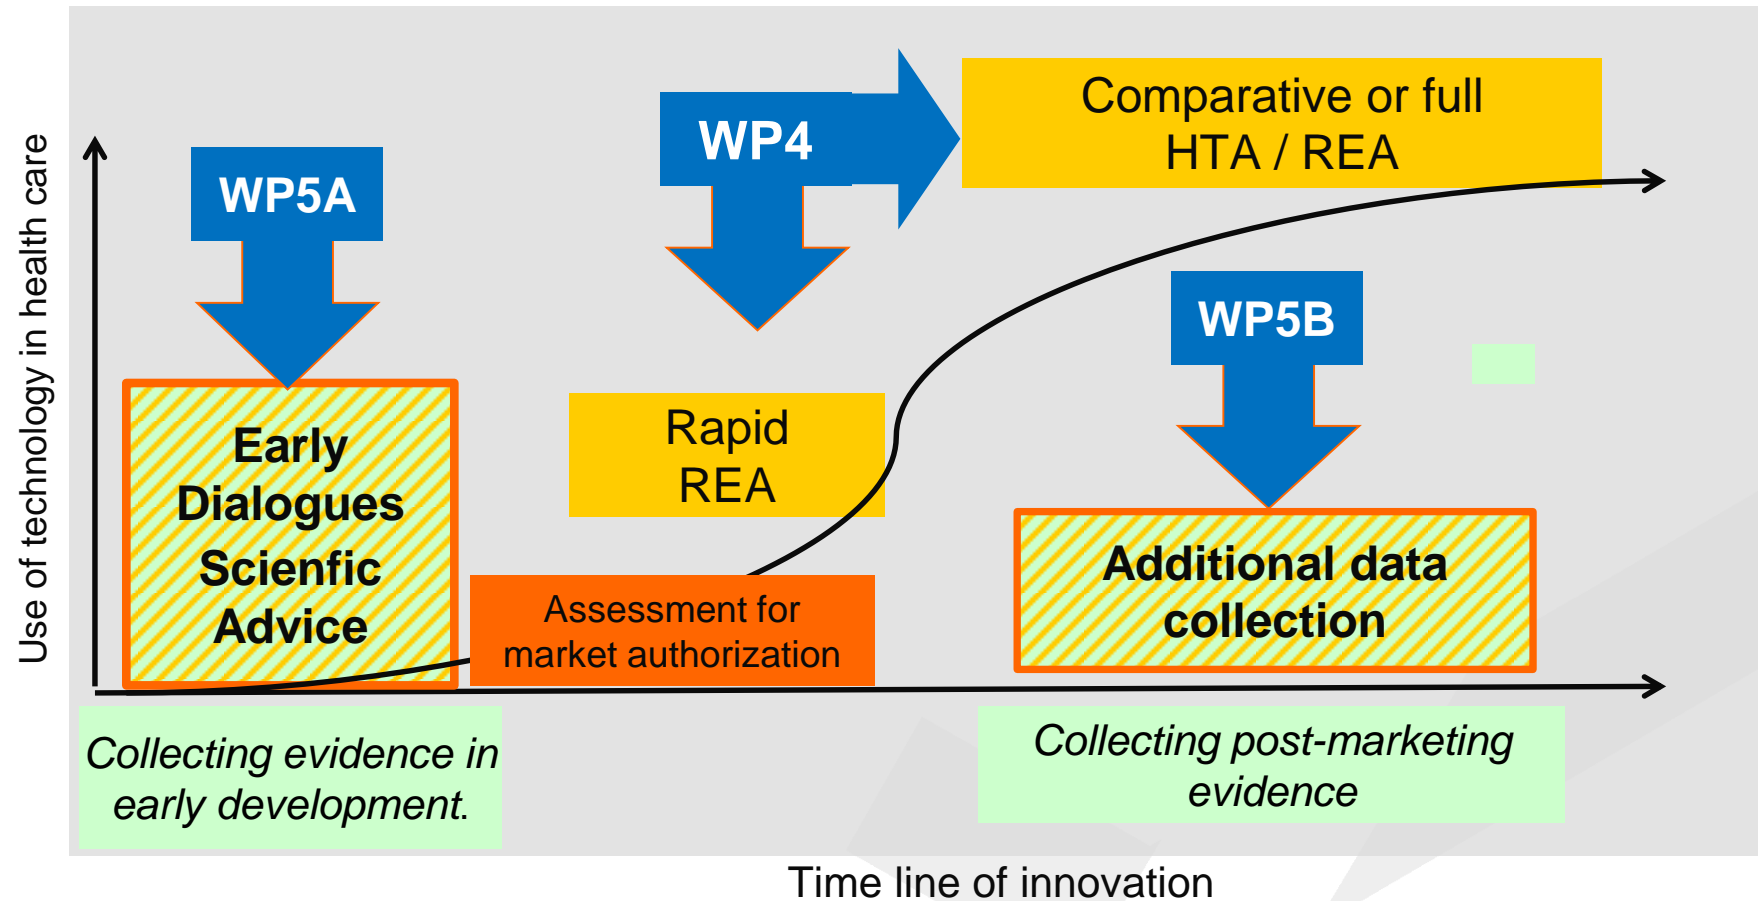 Use of technology in health care
WP5A
WP4
Comparative or full
HTA / REA
WP5B
Early
Dialogues
Scienfic
Advice
Rapid
REA
Assessment for
market authorization
Additional data
collection
Collecting evidence in
early development.
Collecting post-marketing
evidence
Time line of innovation